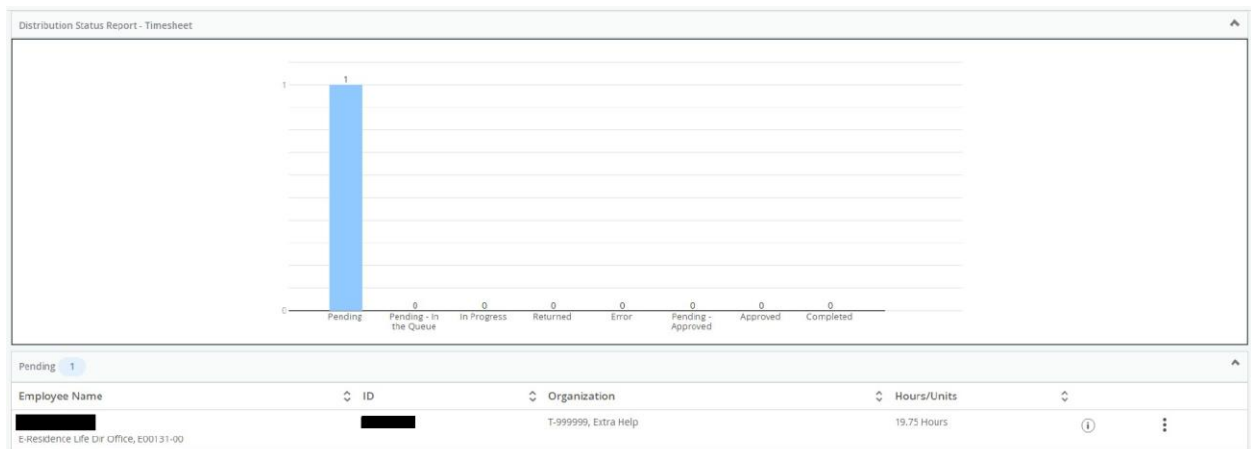 Distribution Status Report - Timesheet
1
1
0 0 0 0 0 0 0
Pending Pending - In the Queue In Progress Returned Error Pending - Approved Approved Completed
Pending 1
Employee Name ID Organization Hours/Units
T-999999, Extra Help 19.75 Hours
E-Residence Life Dir Office, E00131-00